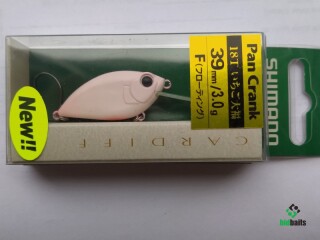 SHIMANO
Pan Crank
18T いちご大福
39mm/3.0g
F(フローティング)
New!!
CARDIFF
baits